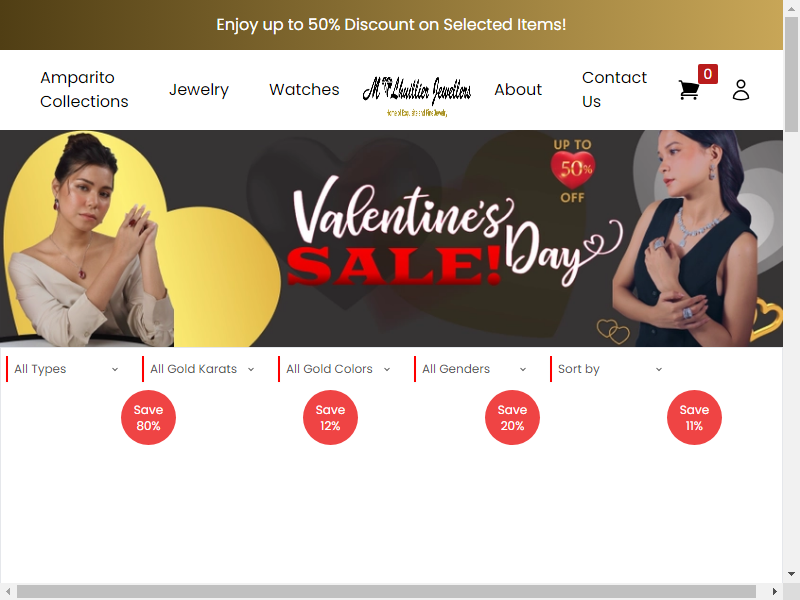 Enjoy up to 50% Discount on Selected Items!
Amparito
Collections
Jewelry
Watches
M Lhuillier Jewellers
About
Contact
Us
0
UP TO
50%
OFF
Valentine's
Day
SALE!
All Types
All Gold Karats
All Gold Colors
All Genders
Sort by
Save
80%
Save
12%
Save
20%
Save
11%